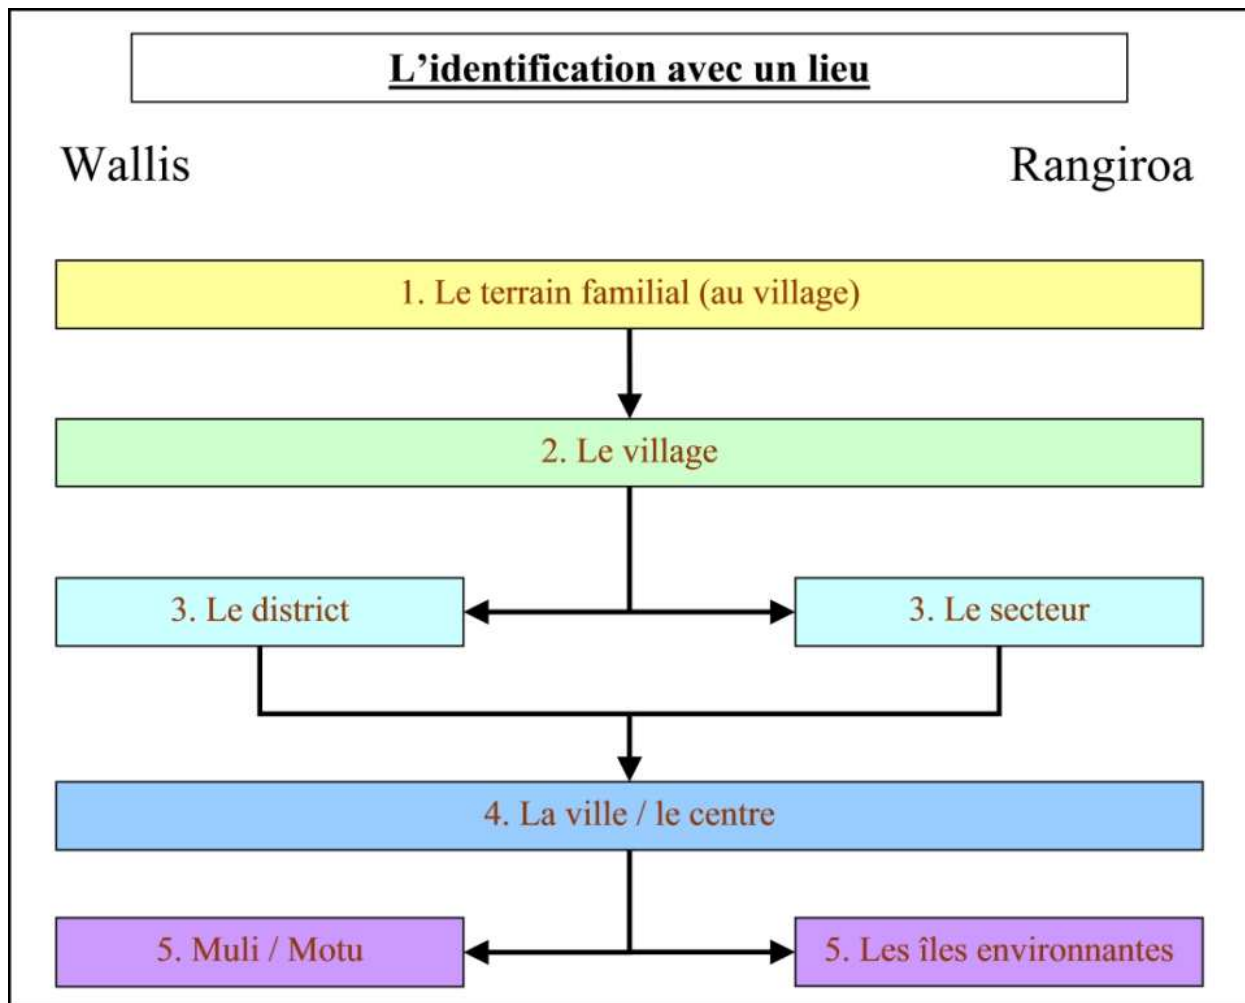 L’identification avec un lieu
Wallis
Rangiroa
1. Le terrain familial (au village)
2. Le village
3. Le district
3. Le secteur
4. La ville / le centre
5. Muli / Motu
5. Les îles environnantes